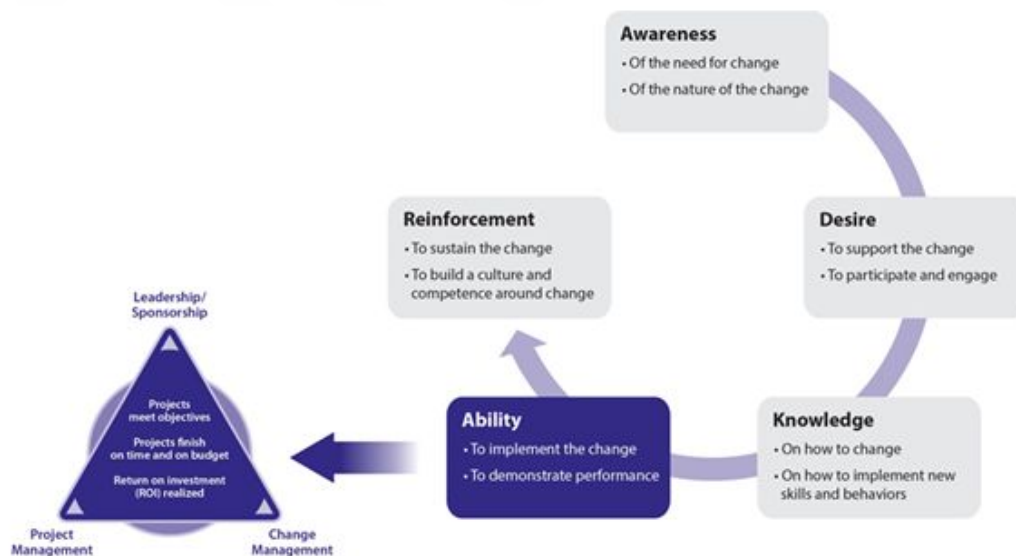 Awareness
• Of the need for change
• Of the nature of the change
Desire
• To support the change
• To participate and engage
Knowledge
• On how to change
• On how to implement new
skills and behaviors
Ability
• To implement the change
• To demonstrate performance
Reinforcement
• To sustain the change
• To build a culture and
competence around change
Leadership/
Sponsorship
Projects
meet objectives
Projects finish
on time and on budget
Return on investment
(ROI) realized
Project
Management
Change
Management